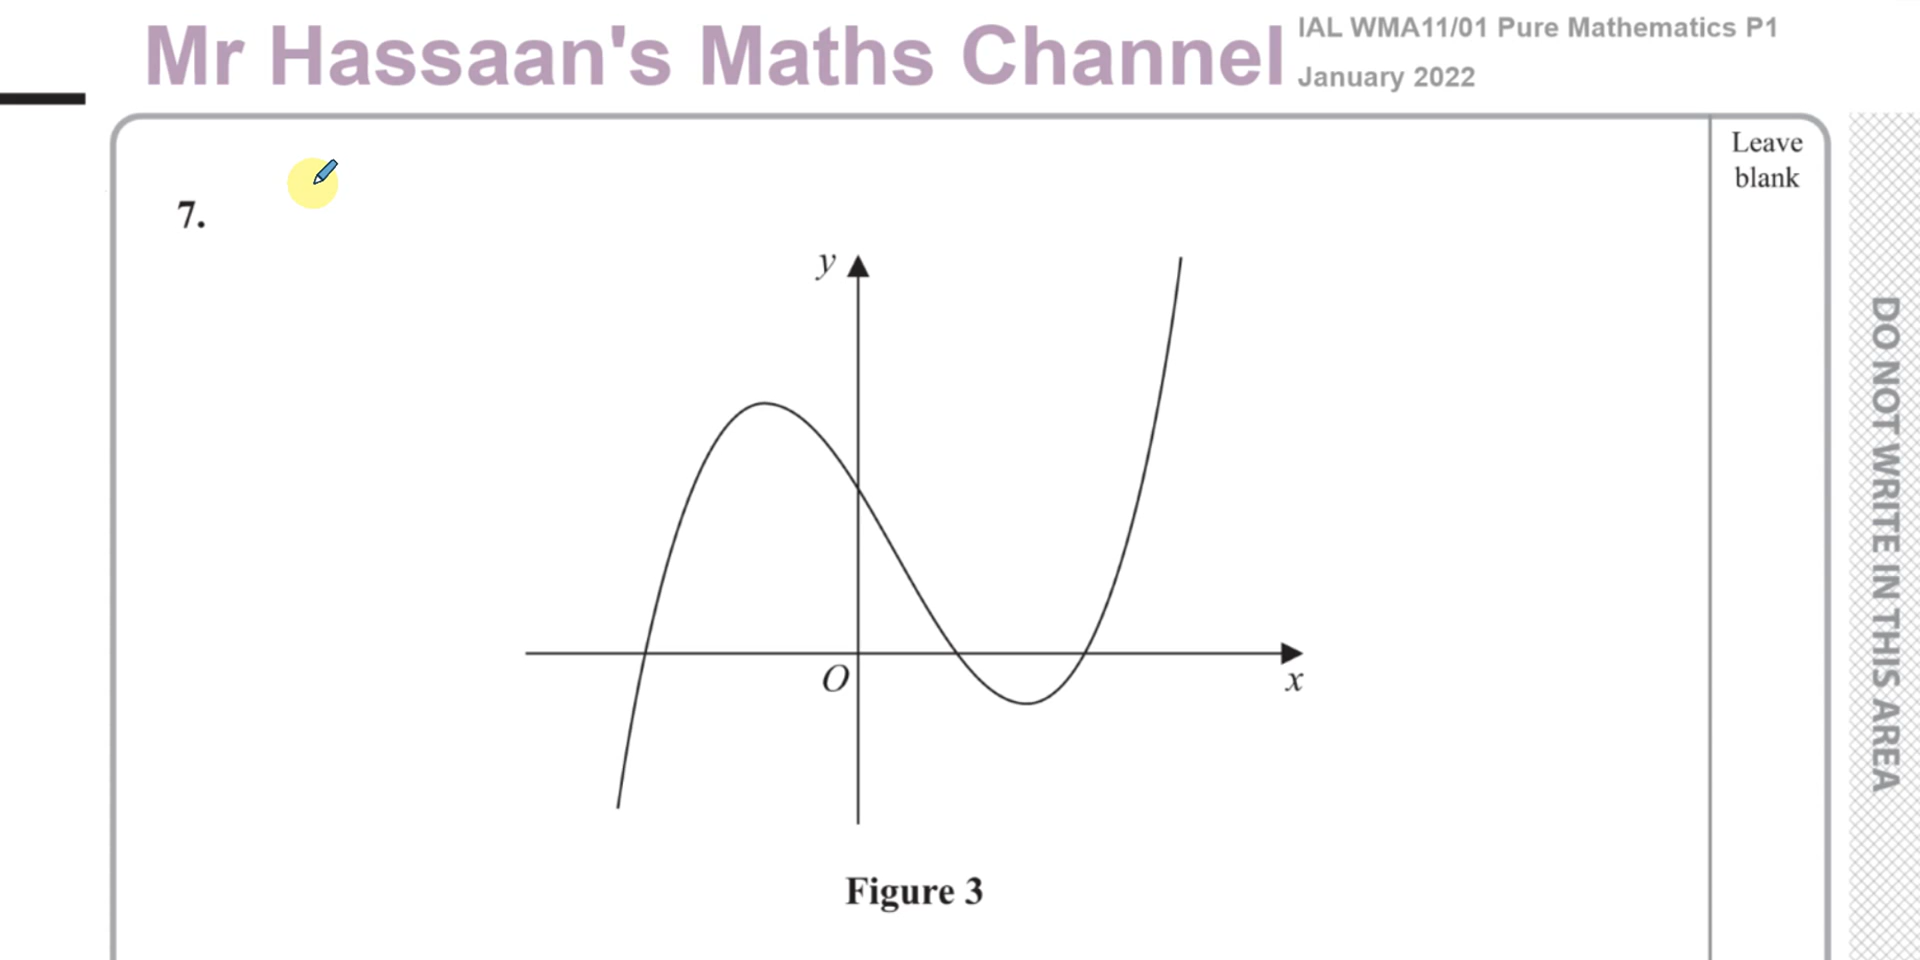 Mr Hassaan's Maths Channel
IAL WMA11/01 Pure Mathematics P1
January 2022
Leave
blank
7.
y
O
x
Figure 3
DO NOT WRITE IN THIS AREA